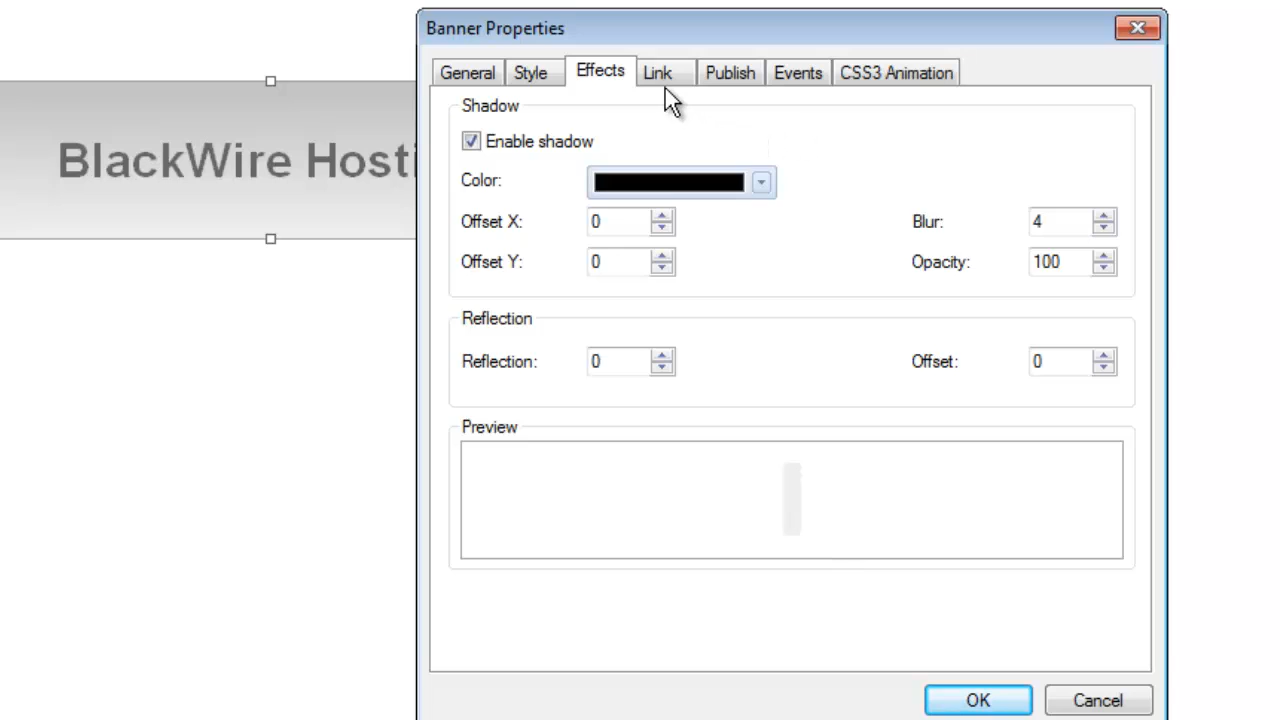 Banner Properties
General Style Effects Link Publish Events CSS3 Animation
Shadow
BlackWire Hosti
Enable shadow
Color:
Offset X: 0 Blur: 4
Offset Y: 0 Opacity: 100
Reflection
Reflection: 0 Offset: 0
Preview
OK Cancel